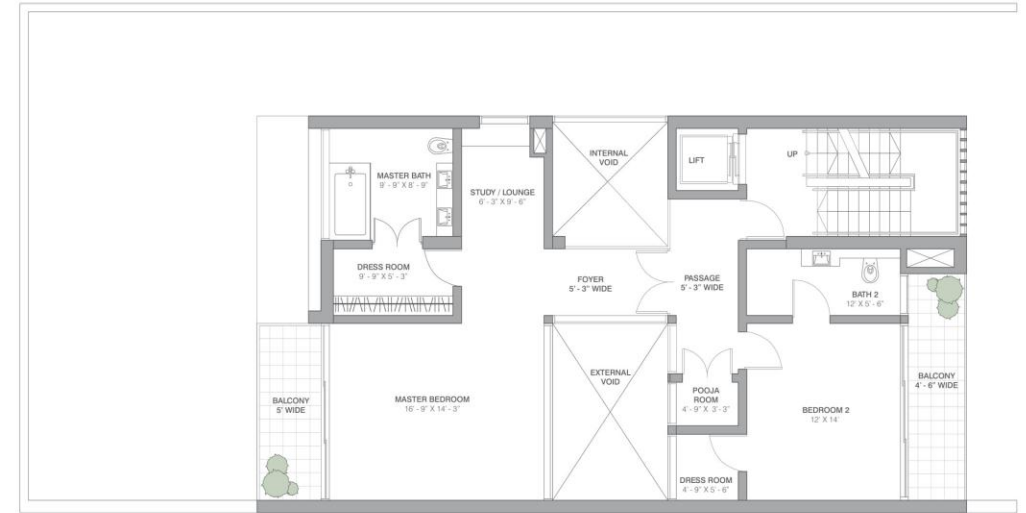 INTERNAL
VOID
LIFT
UP
MASTER BATH
9' - 9" X 8' - 9"
STUDY / LOUNGE
6' - 3" X 9' - 6"
DRESS ROOM
9' - 9" X 5' - 3"
FOYER
5' - 3" WIDE
PASSAGE
5' - 3" WIDE
BATH 2
12' X 5' - 6"
EXTERNAL
VOID
BALCONY
4' - 6" WIDE
BALCONY
5' WIDE
MASTER BEDROOM
16' - 9" X 14' - 3"
POOJA
ROOM
4' - 9" X 3' - 3"
BEDROOM 2
12' X 14'
DRESS ROOM
4' - 9" X 5' - 6"